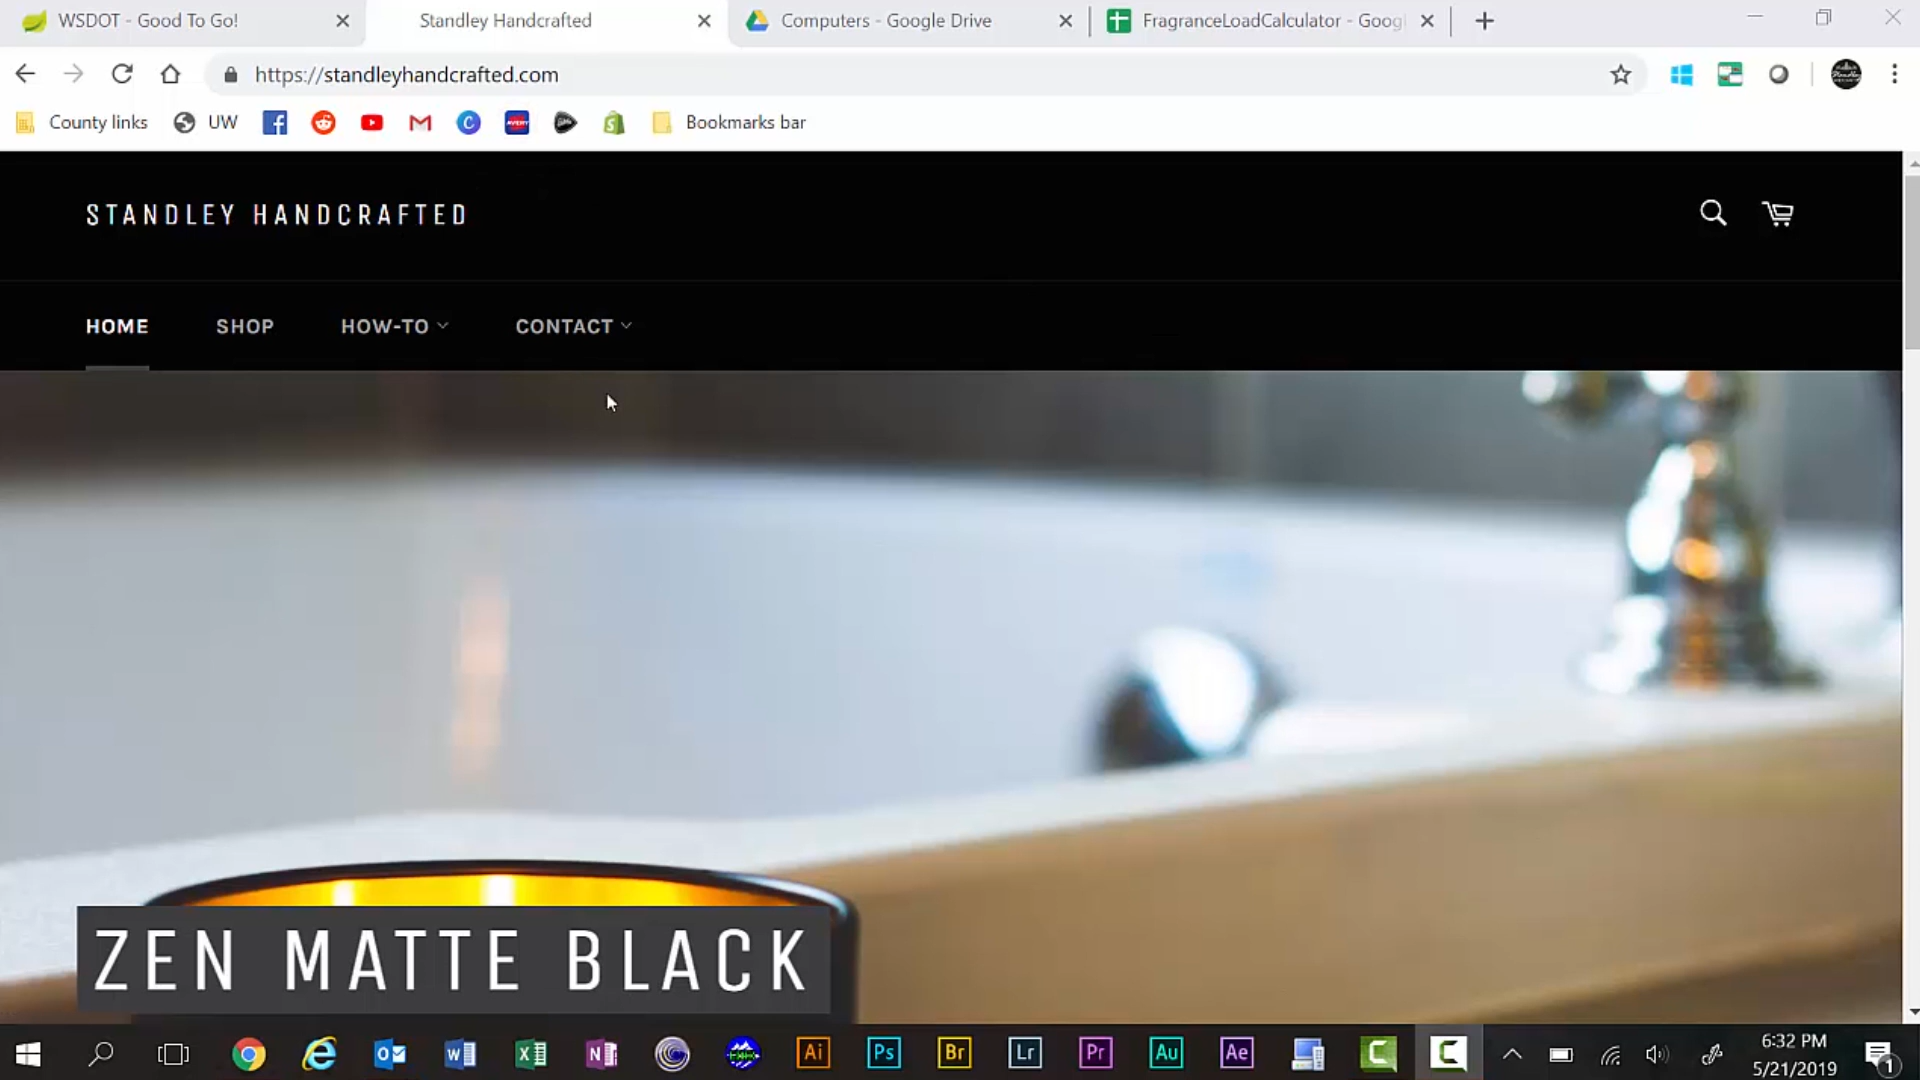 WSDOT - Good To Go!
Standley Handcrafted
Computers - Google Drive
FragranceLoadCalculator - Goog
https://standleyhandcrafted.com
County links
UW
Bookmarks bar
STANDLEY HANDCRAFTED
HOME
SHOP
HOW-TO
CONTACT
ZEN MATTE BLACK
Ai
Ps
Br
Lr
Pr
Au
Ae
6:32 PM
5/21/2019
1